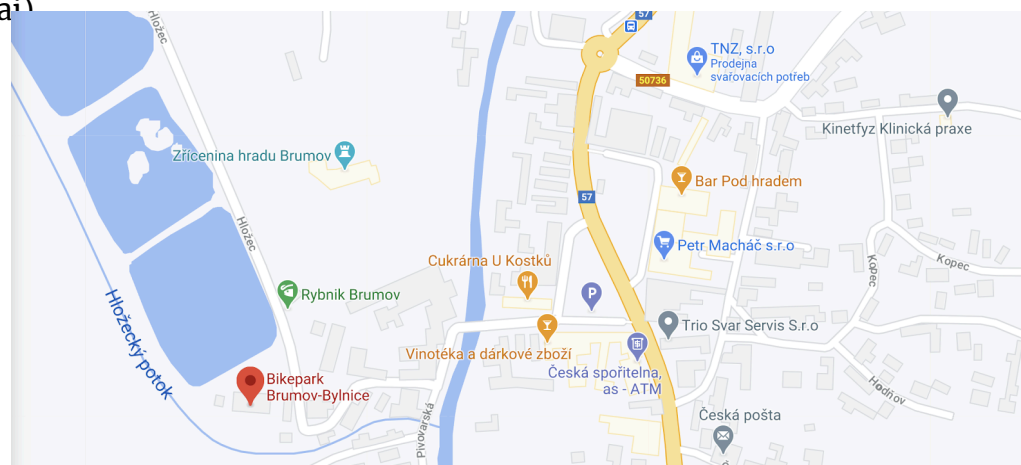 ai)
Hložec
57
TNZ, s.r.o
Prodejna
svařovacích potřeb
50736
Kinetfyz Klinická praxe
Zřícenina hradu Brumov
Bar Pod hradem
57
Hložec
Petr Macháč s.r.o
Cukrárna U Kostků
Kopec
Kopec
Rybnik Brumov
P
Trio Svar Servis S.r.o
Hložecký potok
Vinotéka a dárkové zboží
Česká spořitelna,
as - ATM
Bikepark
Brumov-Bylnice
Hodňov
Pivovarská
Česká pošta